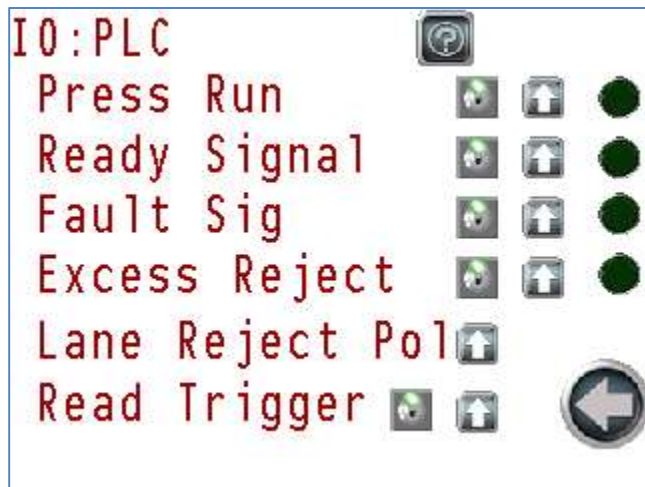 IO:PLC
Press Run
Ready Signal
Fault Sig
Excess Reject
Lane Reject Pol
Read Trigger